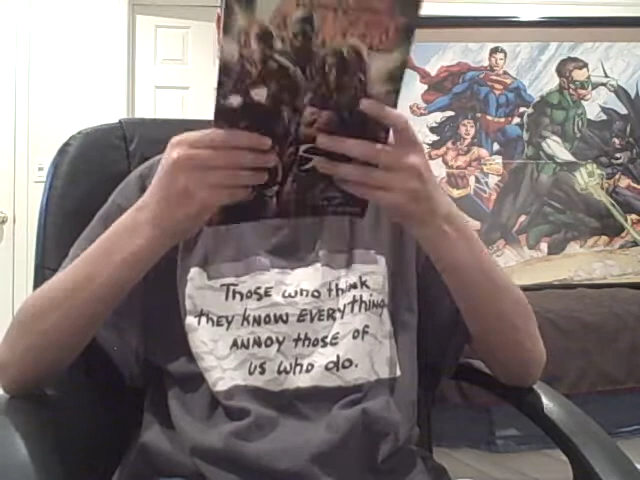 Those who think
they KNOW EVERYthing
ANNOY those OF
US who do.